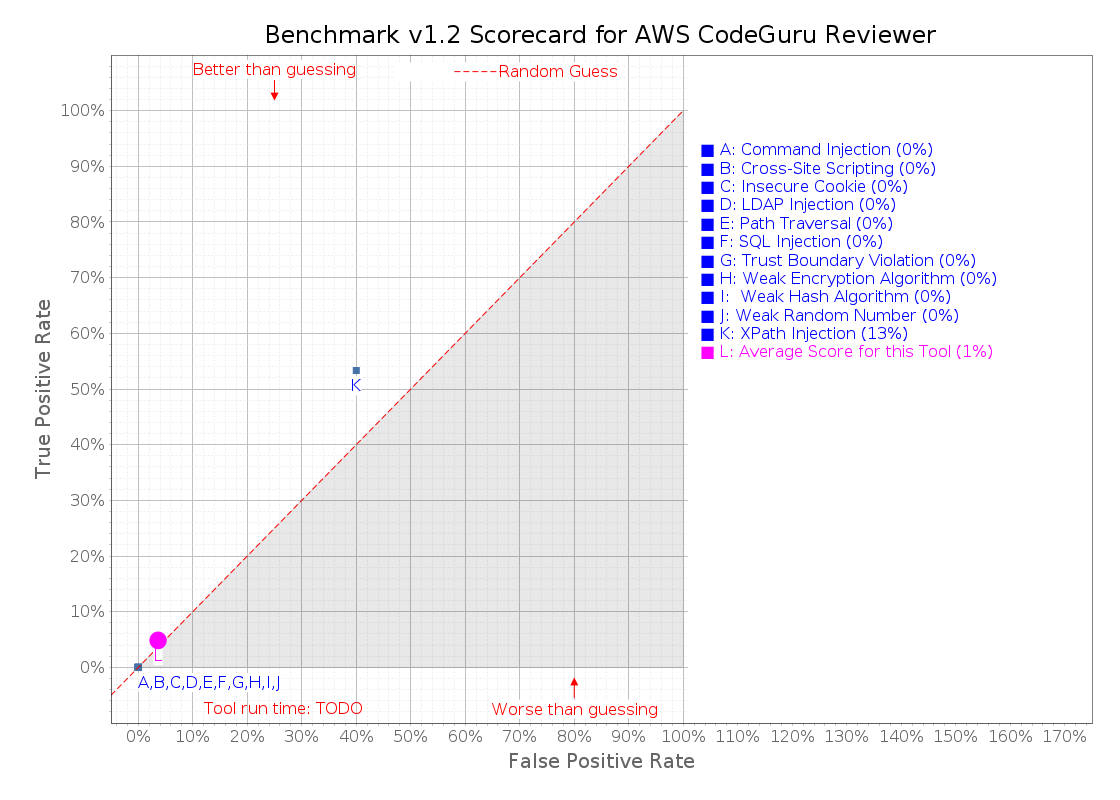 Benchmark v1.2 Scorecard for AWS CodeGuru Reviewer
Better than guessing
Random Guess
100%
90%
80%
70%
60%
50%
40%
30%
20%
10%
0%
True Positive Rate
A: Command Injection (0%)
B: Cross-Site Scripting (0%)
C: Insecure Cookie (0%)
D: LDAP Injection (0%)
E: Path Traversal (0%)
F: SQL Injection (0%)
G: Trust Boundary Violation (0%)
H: Weak Encryption Algorithm (0%)
I:  Weak Hash Algorithm (0%)
J: Weak Random Number (0%)
K: XPath Injection (13%)
L: Average Score for this Tool (1%)
K
L
A,B,C,D,E,F,G,H,I,J
Tool run time: TODO
Worse than guessing
0% 10% 20% 30% 40% 50% 60% 70% 80% 90% 100% 110% 120% 130% 140% 150% 160% 170%
False Positive Rate